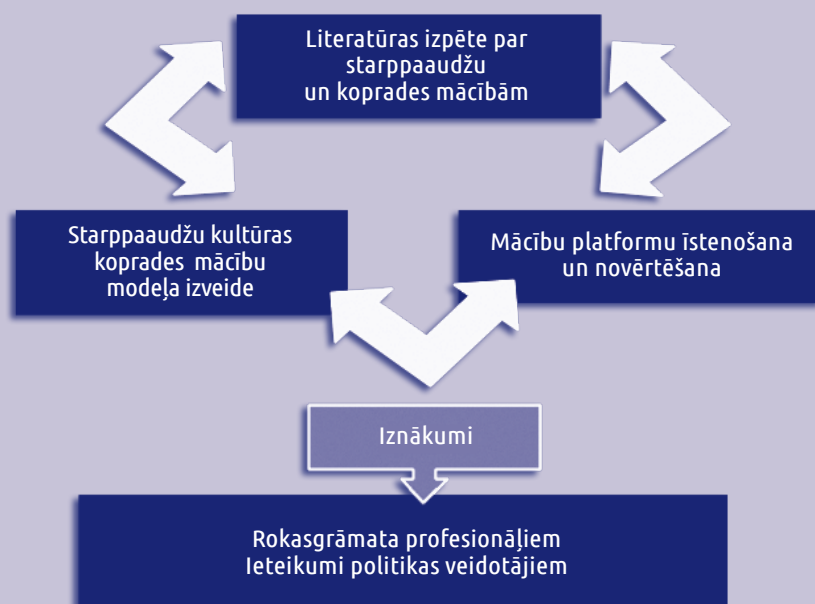 Literatūras izpēte par
starppaaudžu
un koprades mācībām
Starppaaudžu kultūras
koprades mācību
modeļa izveide
Mācību platformu īstenošana
un novērtēšana
Iznākumi
Rokasgrāmata profesionāļiem
Ieteikumi politikas veidotājiem